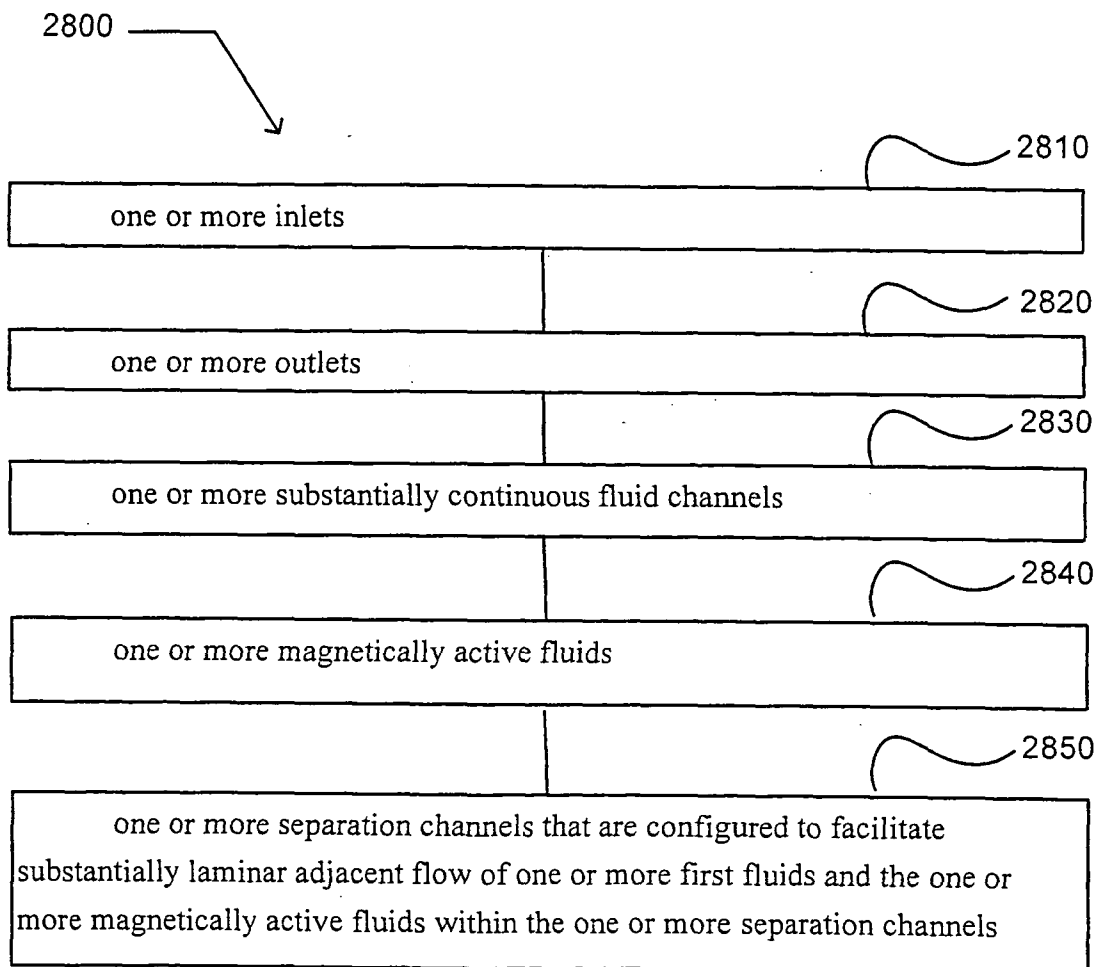 2800
2810
one or more inlets
2820
one or more outlets
2830
one or more substantially continuous fluid channels
2840
one or more magnetically active fluids
2850
one or more separation channels that are configured to facilitate
substantially laminar adjacent flow of one or more first fluids and the one or
more magnetically active fluids within the one or more separation channels